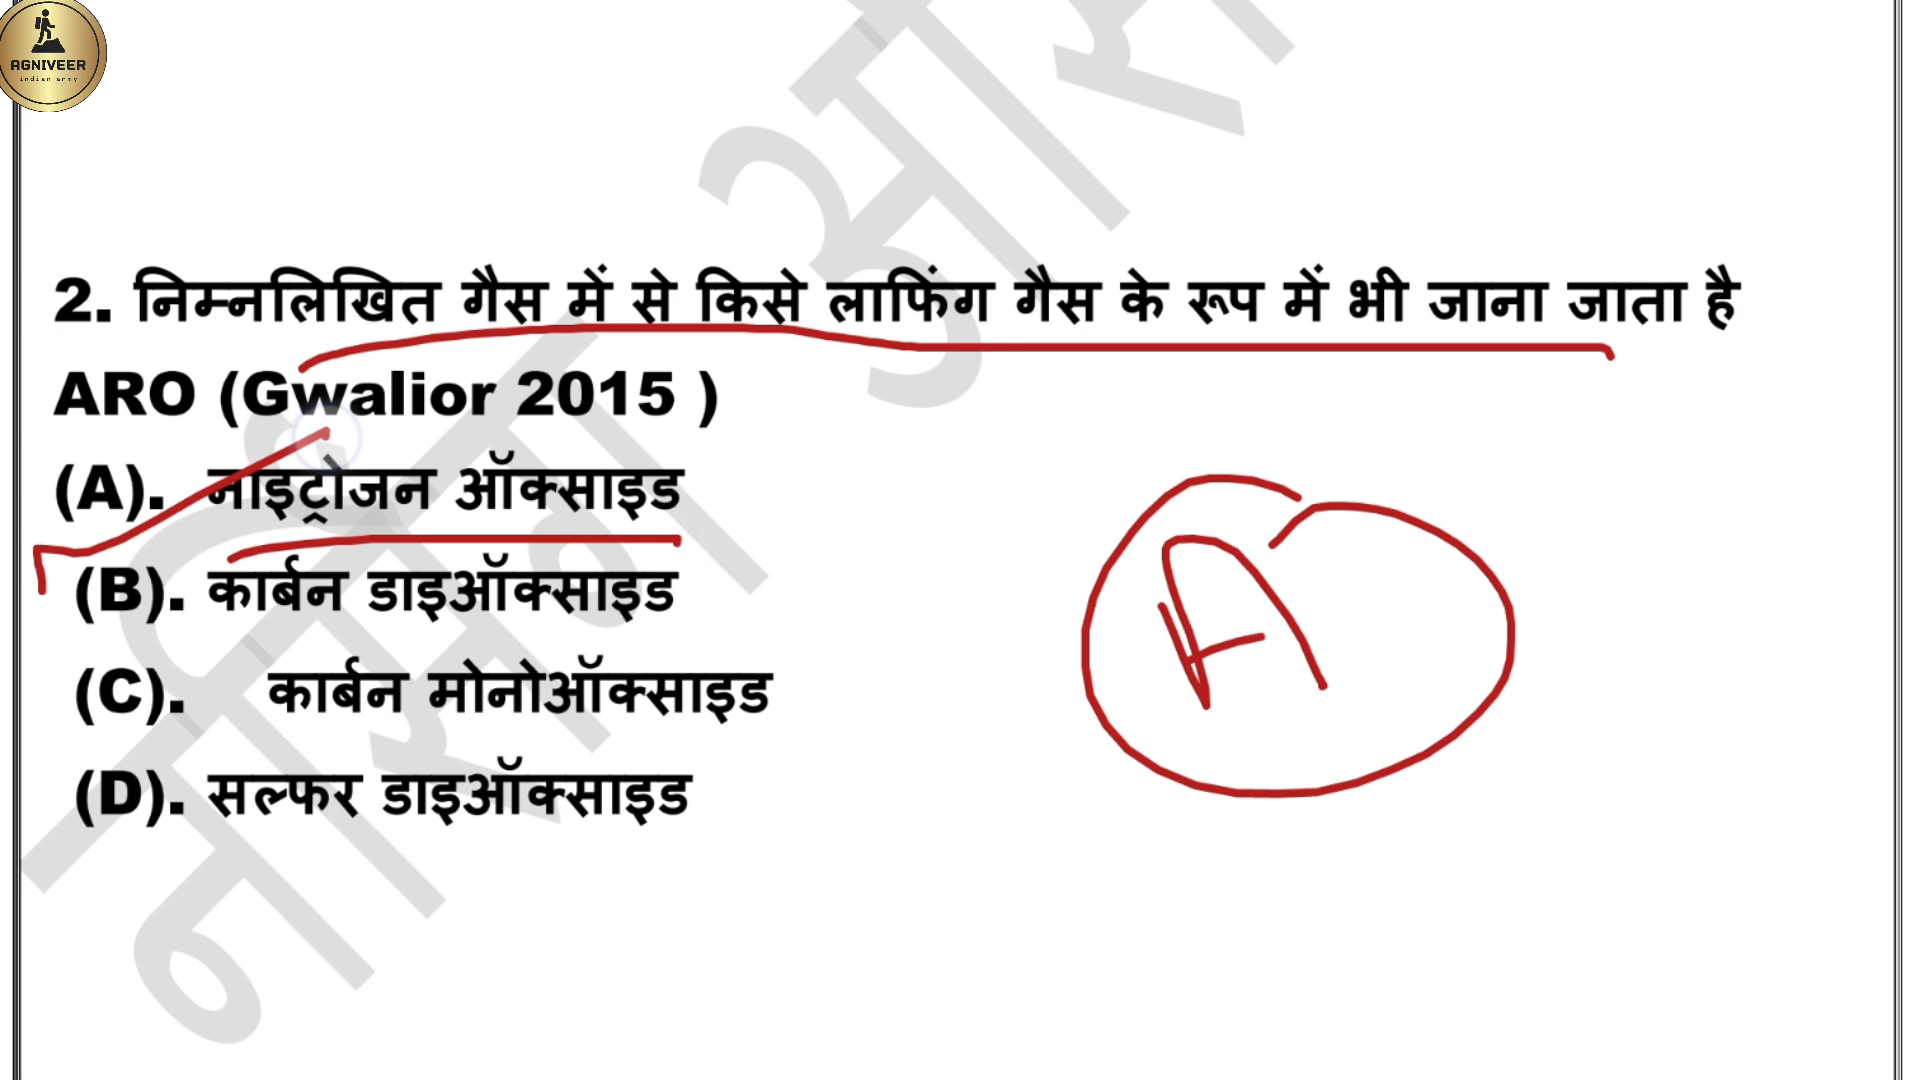 AGNIVEER
indian army
2. निम्नलिखित गैस में से किसे लाफिंग गैस के रूप में भी जाना जाता है
ARO (Gwalior 2015 )
(A). नाइट्रोजन ऑक्साइड
(B). कार्बन डाइऑक्साइड
(C). कार्बन मोनोऑक्साइड
(D). सल्फर डाइऑक्साइड
A